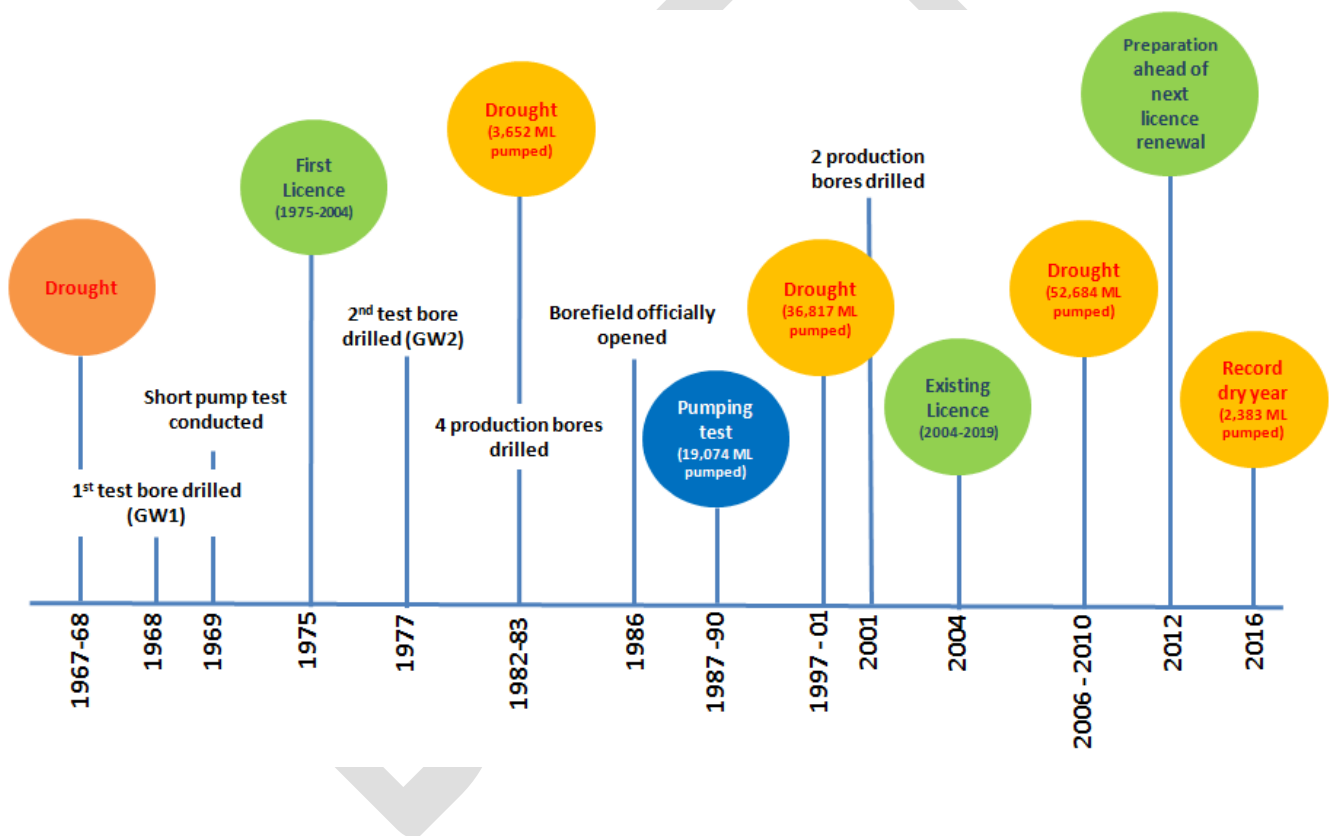 Drought
1st test bore drilled
(GW1)
Short pump test
conducted
First
Licence
(1975-2004)
2nd test bore
drilled (GW2)
Drought
(3,652 ML
pumped)
4 production bores
drilled
Borefield officially
opened
Pumping
test
(19,074 ML
pumped)
Drought
(36,817 ML
pumped)
2 production
bores drilled
Existing
Licence
(2004-2019)
Drought
(52,684 ML
pumped)
Preparation
ahead of
next
licence
renewal
Record
dry year
(2,383 ML
pumped)
1967-68
1968
1969
1975
1977
1982-83
1986
1987 -90
1997 - 01
2001
2004
2006 - 2010
2012
2016